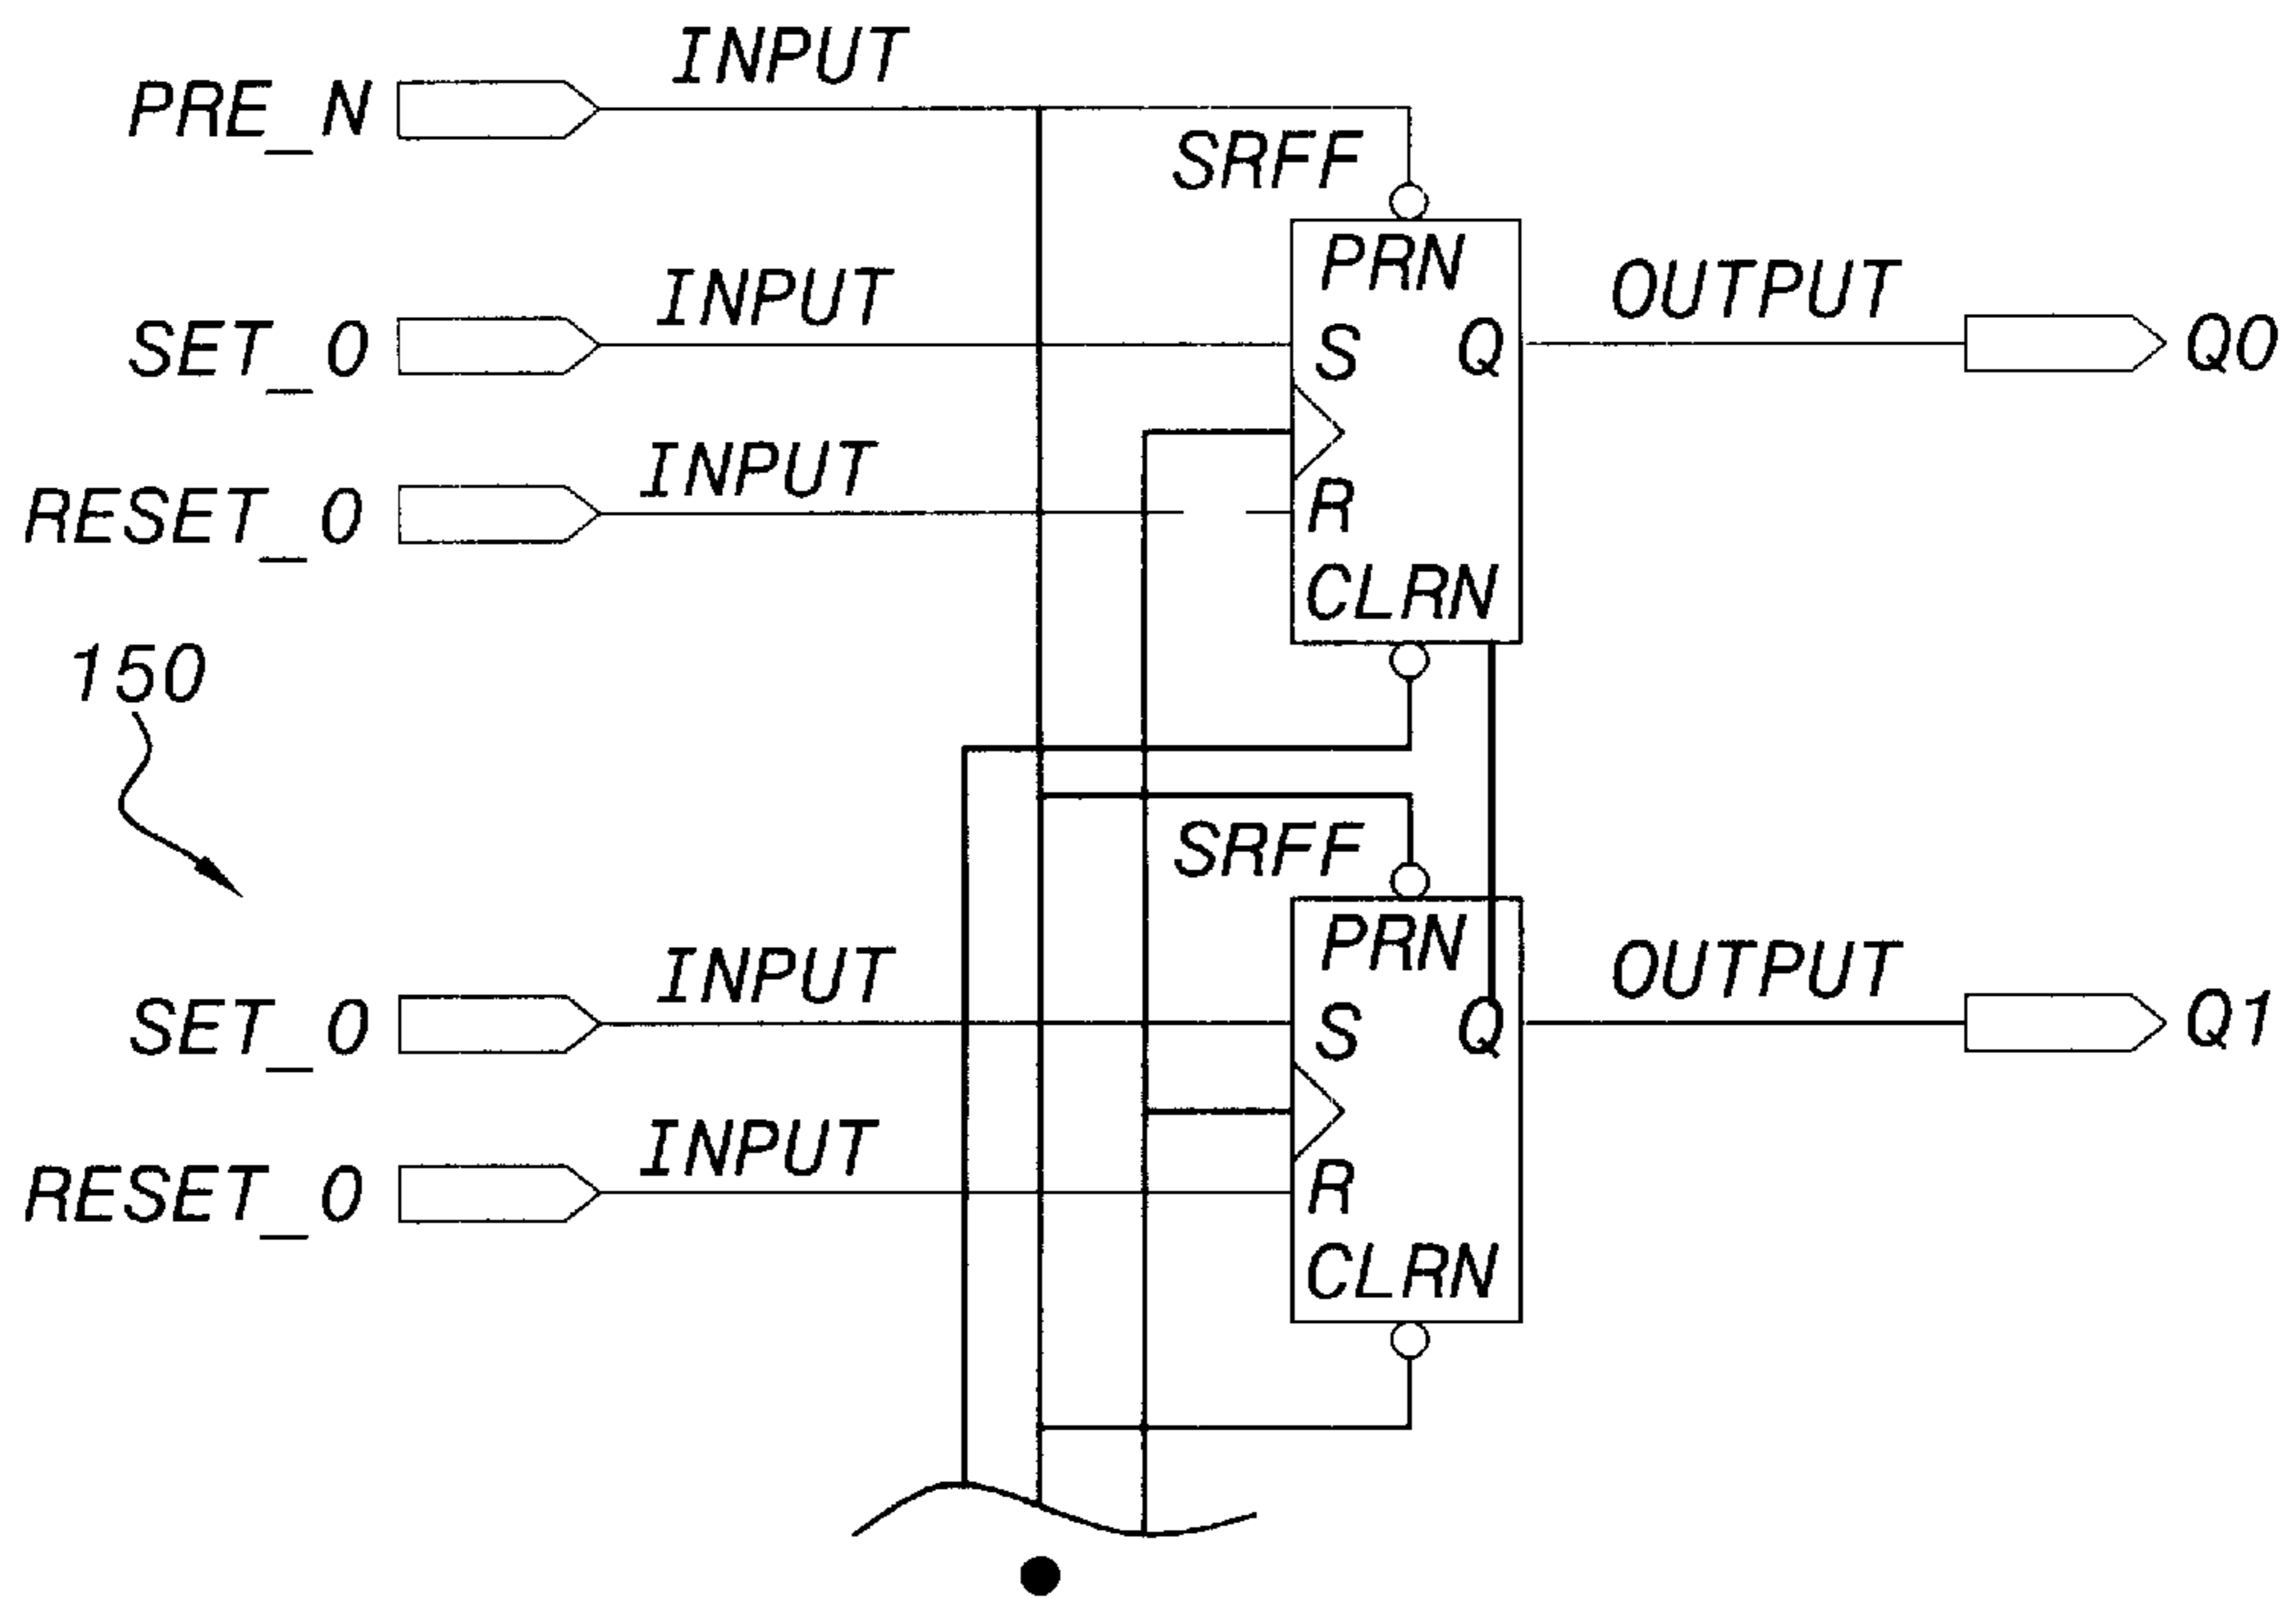 INPUT
PRE_N
SRFF
PRN
INPUT
OUTPUT
SET_0
S
Q
Q0
INPUT
RESET_0
R
CLRN
150
SRFF
PRN
INPUT
OUTPUT
SET_0
S
Q
Q1
INPUT
RESET_0
R
CLRN